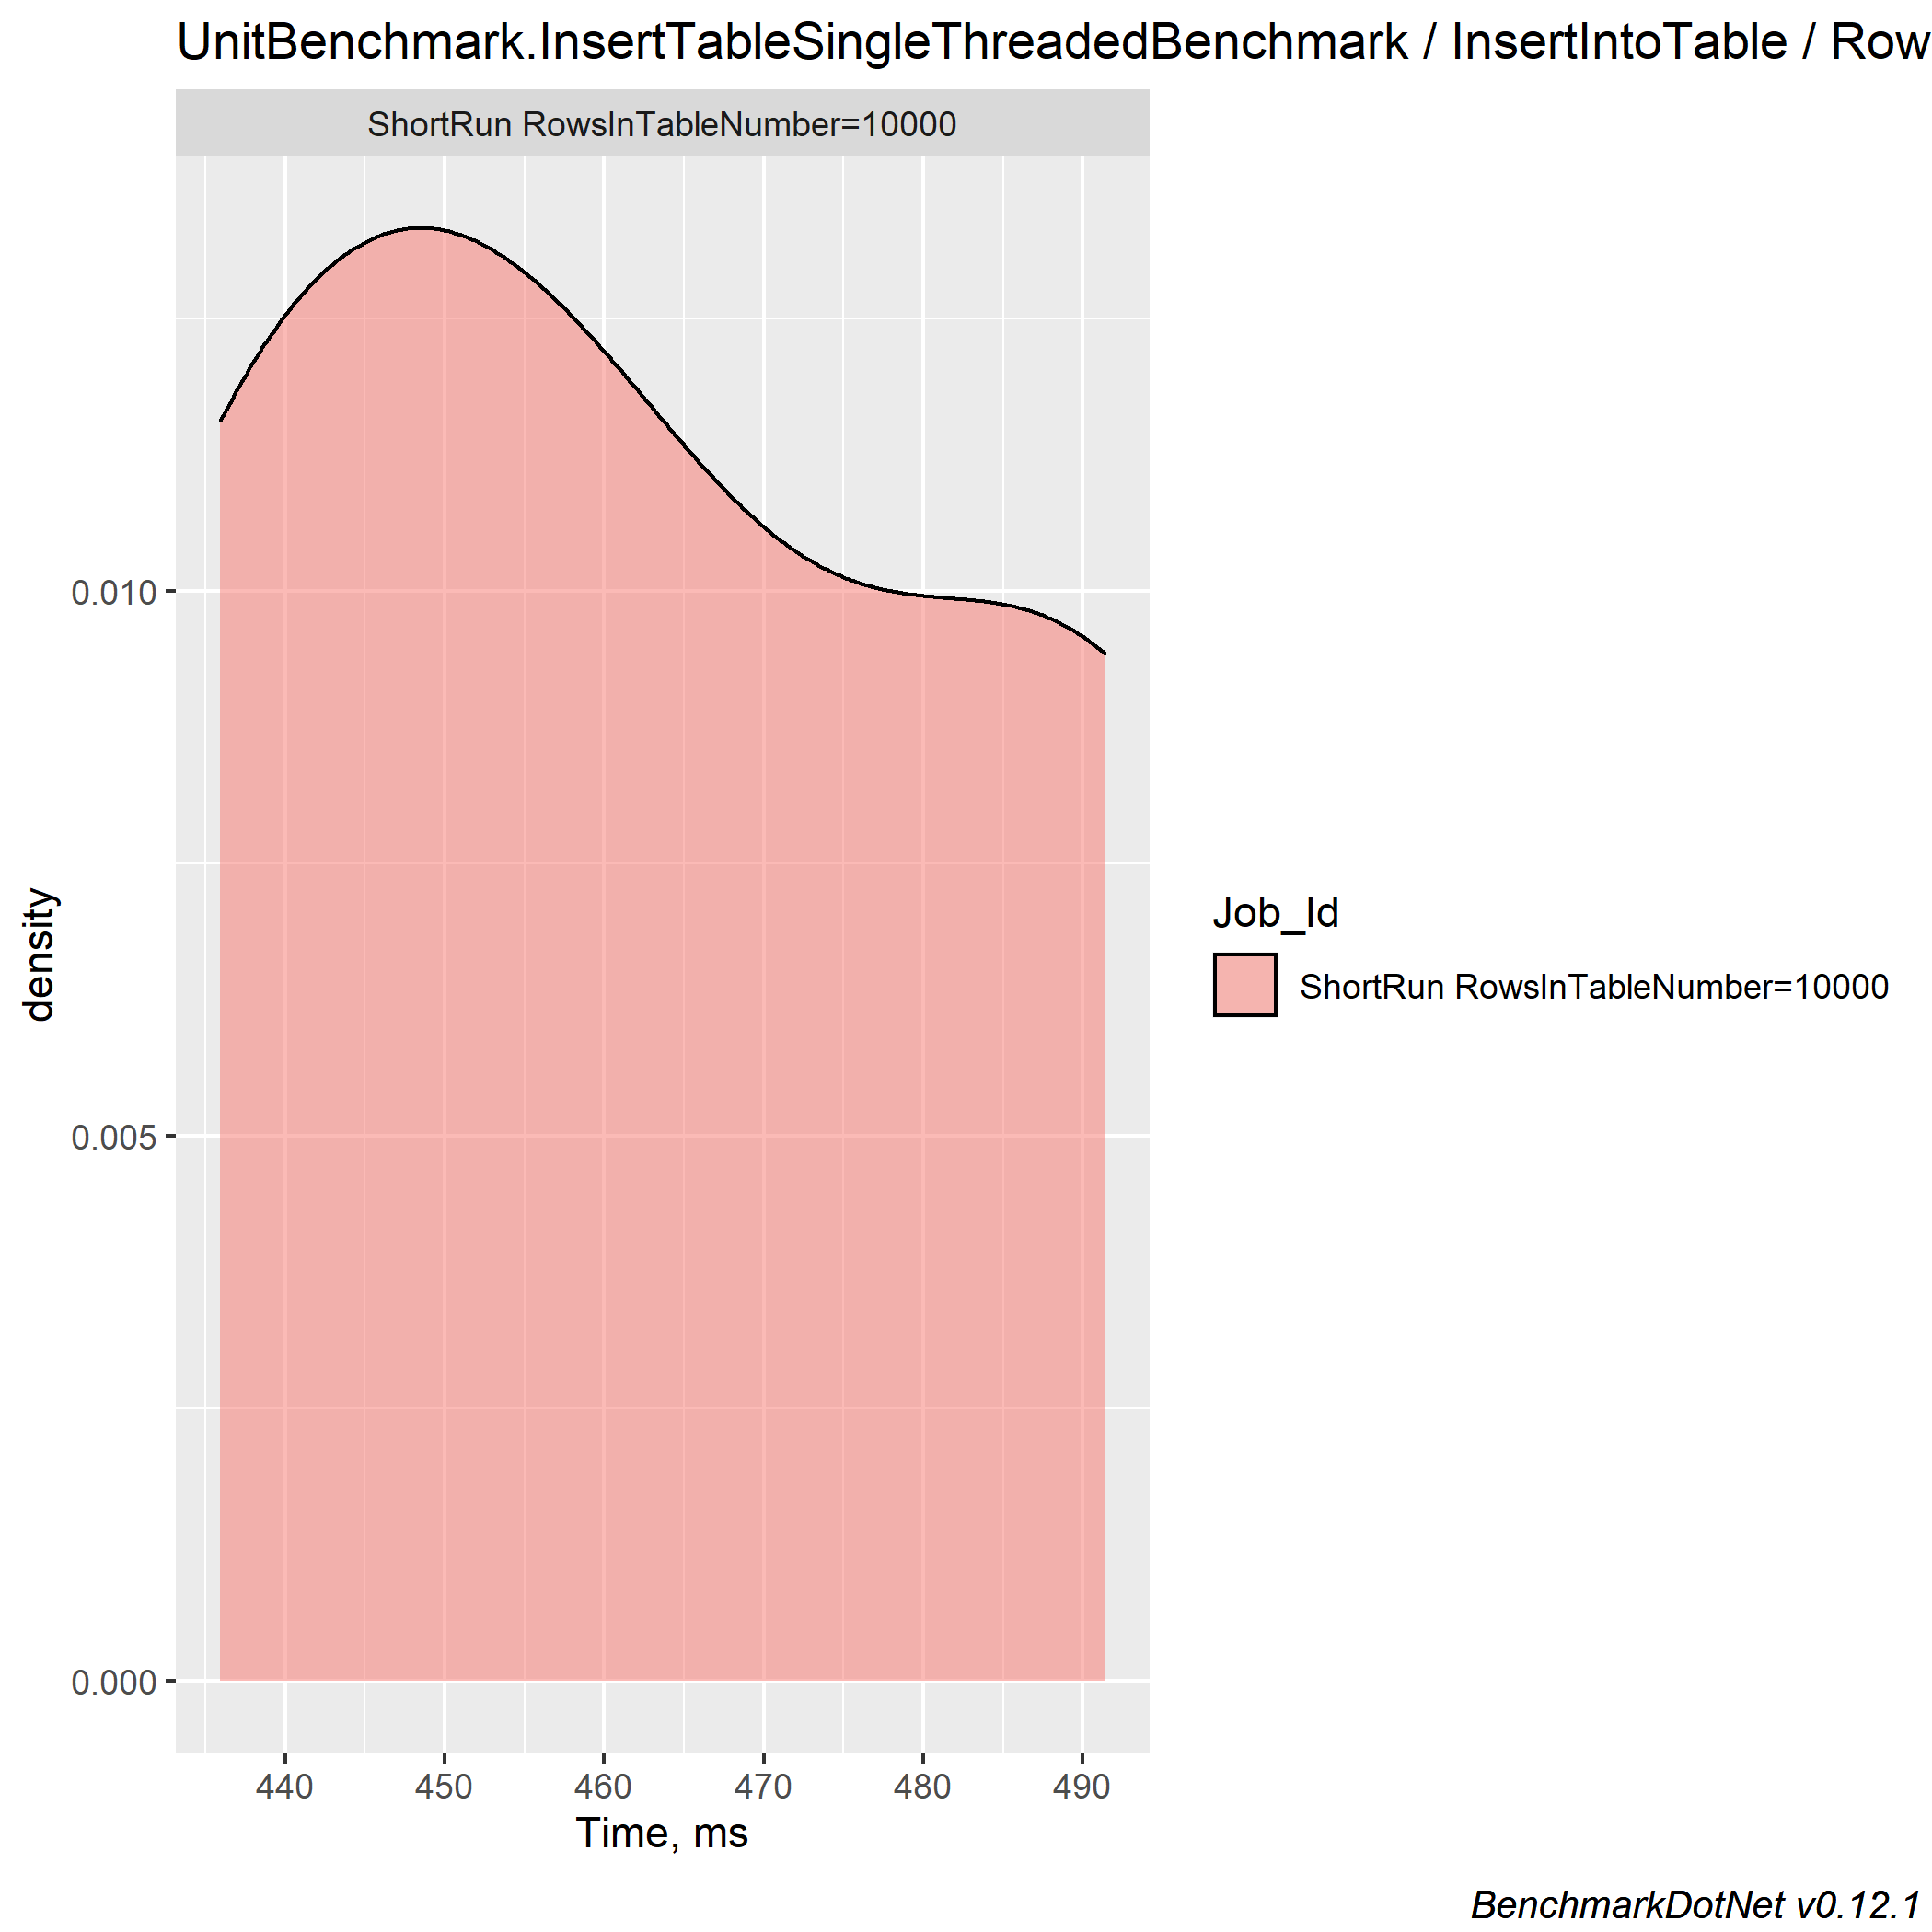 UnitBenchmark.InsertTableSingleThreadedBenchmark / InsertIntoTable / Row
ShortRun RowsInTableNumber=10000
0.010
0.005
0.000
density
440 450 460 470 480 490
Time, ms
Job_Id
ShortRun RowsInTableNumber=10000
BenchmarkDotNet v0.12.1